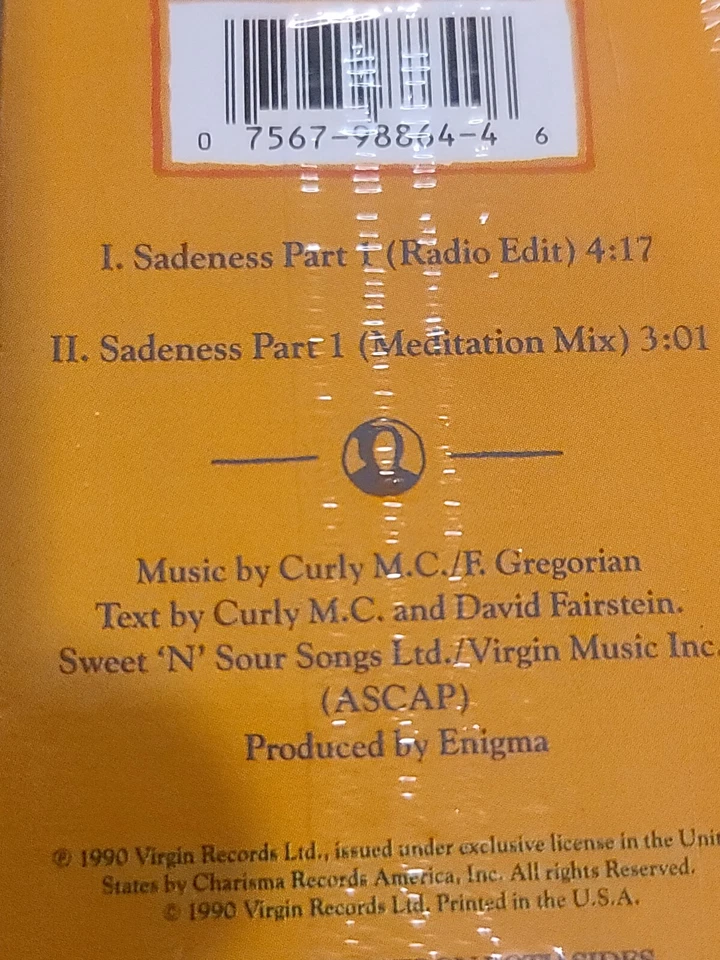 0 7567-98864-4 6
I. Sadeness Part 1 (Radio Edit) 4:17
II. Sadeness Part 1 (Meditation Mix) 3:01
Music by Curly M.C./F. Gregorian
Text by Curly M.C. and David Fairstein.
Sweet ‘N’ Sour Songs Ltd./Virgin Music Inc.
(ASCAP)
Produced by Enigma
℗ 1990 Virgin Records Ltd., issued under exclusive license in the Unit
States by Charisma Records America, Inc. All rights Reserved.
© 1990 Virgin Records Ltd. Printed in the U.S.A.
SIDES